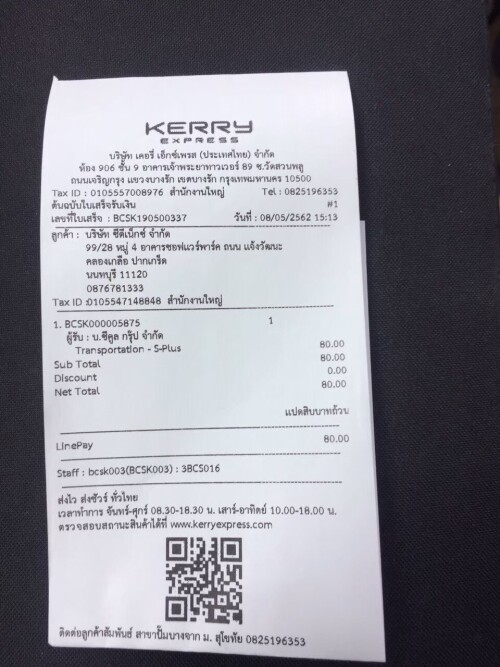 KERRY
EXPRESS
บริษัท เคอรี่ เอ็กซ์เพรส (ประเทศไทย) จำกัด
ห้อง 906 ชั้น 9 อาคารเจ้าพระยาทาวเวอร์ 89 ซ.วัดสวนพลู
ถนนเจริญกรุง แขวงบางรัก เขตบางรัก กรุงเทพมหานคร 10500
Tax ID : 0105557008976 สำนักงานใหญ่ Tel : 0825196353
ต้นฉบับใบเสร็จรับเงิน #1
เลขที่ใบเสร็จ : BCSK190500337 วันที่ : 08/05/2562 15:13
ลูกค้า : บริษัท ซีดีเน็กซ์ จำกัด
99/28 หมู่ 4 อาคารซอฟแวร์พาร์ค ถนน แจ้งวัฒนะ
คลองเกลือ ปากเกร็ด
นนทบุรี 11120
0876781333
Tax ID :0105547148848 สำนักงานใหญ่
1. BCSK000005875 1
ผู้รับ : บ.ซีคูล กรุ๊ป จำกัด
Transportation - S-Plus 80.00
Sub Total 80.00
Discount 0.00
Net Total 80.00
แปดสิบบาทถ้วน
LinePay 80.00
Staff : bcsk003(BCSK003) : 3BCS016
ส่งไว ส่งชัวร์ ทั่วไทย
เวลาทำการ จันทร์-ศุกร์ 08.30-18.30 น. เสาร์-อาทิตย์ 10.00-18.00 น.
ตรวจสอบสถานะสินค้าได้ที่ www.kerryexpress.com
ติดต่อลูกค้าสัมพันธ์ สาขาปั๊มบางจาก ม. สุโขทัย 0825196353